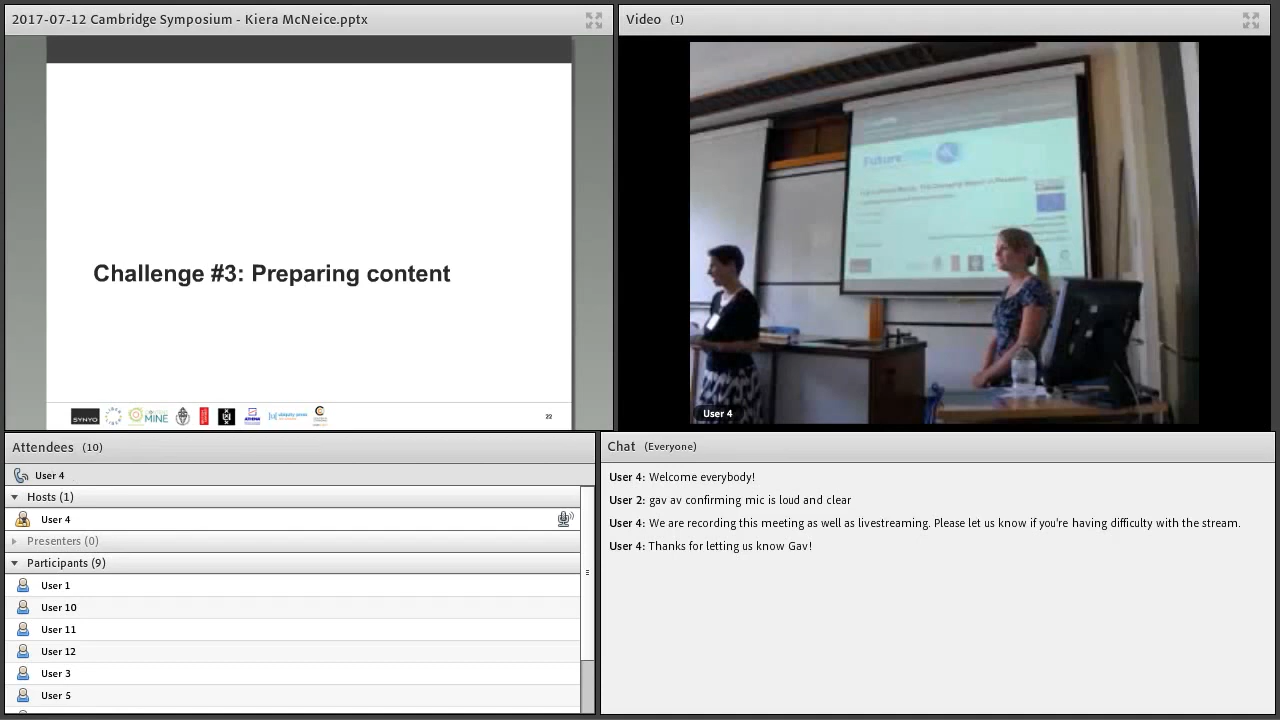 2017-07-12 Cambridge Symposium - Kiera McNeice.pptx
Challenge #3: Preparing content
SYNYO
MINE
ATHENA
ubiquity press
22
Video (1)
Future
User 4
Attendees (10)
User 4
Hosts (1)
User 4
Presenters (0)
Participants (9)
User 1
User 10
User 11
User 12
User 3
User 5
Chat (Everyone)
User 4: Welcome everybody!
User 2: gav av confirming mic is loud and clear
User 4: We are recording this meeting as well as livestreaming. Please let us know if you're having difficulty with the stream.
User 4: Thanks for letting us know Gav!